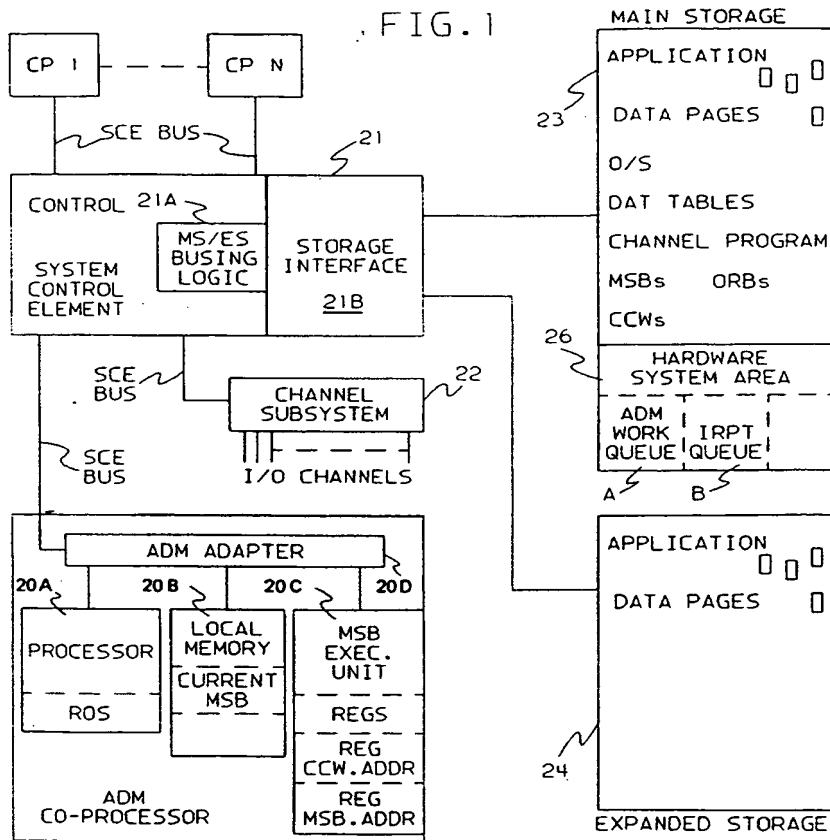 FIG.1
CP 1
CP N
SCE BUS
21
CONTROL
21A
MS/ES
BUSING
LOGIC
SYSTEM
CONTROL
ELEMENT
STORAGE
INTERFACE
21B
SCE
BUS
22
CHANNEL
SUBSYSTEM
I/O CHANNELS
SCE
BUS
ADM ADAPTER
20A
20B
20C
20D
PROCESSOR
ROS
LOCAL
MEMORY
CURRENT
MSB
MSB
EXEC.
UNIT
REGS
REG
CCW.ADDR
REG
MSB.ADDR
ADM
CO-PROCESSOR
MAIN STORAGE
23
APPLICATION
DATA PAGES
O/S
DAT TABLES
CHANNEL PROGRAM
MSBs ORBs
CCWs
26
HARDWARE
SYSTEM AREA
ADM
WORK
QUEUE
IRPT
QUEUE
A
B
APPLICATION
DATA PAGES
24
EXPANDED STORAGE